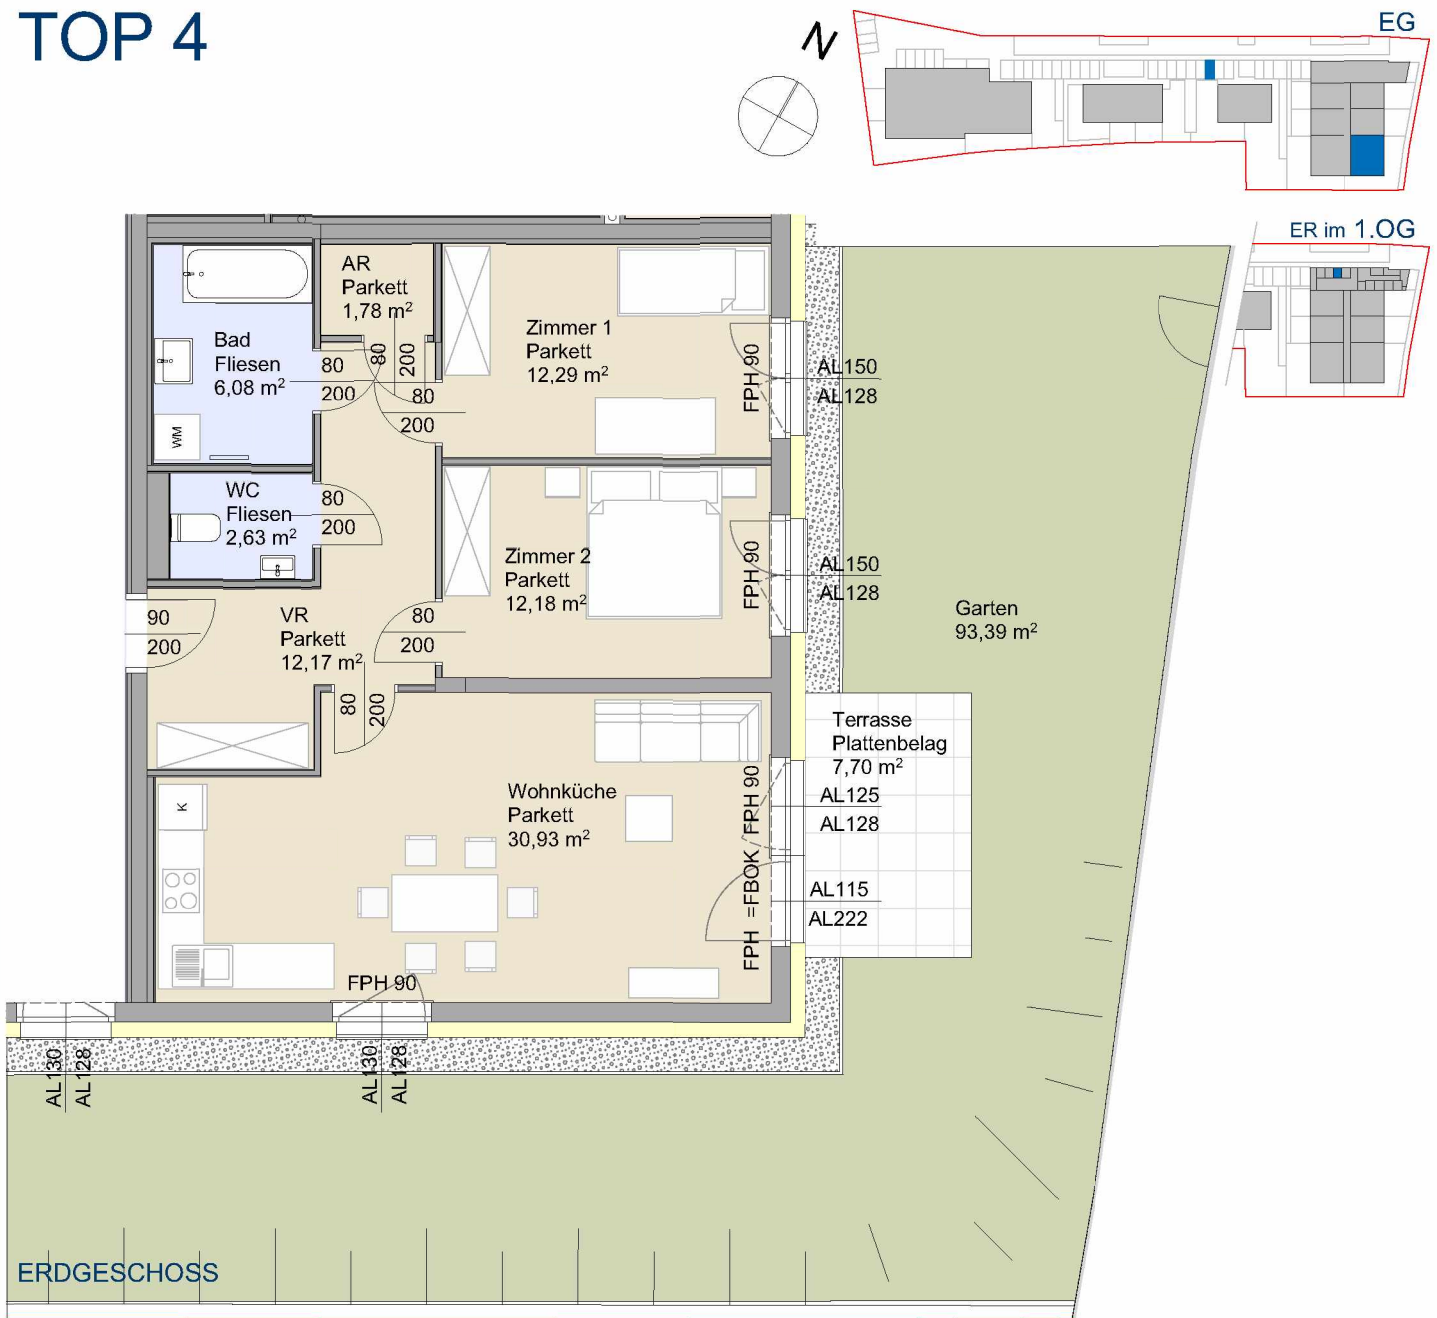 TOP 4
N
EG
ER im 1.OG
AR
Parkett
1,78 m²
Bad
Fliesen
6,08 m²
WM
80
200
80
200
80
200
Zimmer 1
Parkett
12,29 m²
FPH 90
AL150
AL128
WC
Fliesen
2,63 m²
80
200
Zimmer 2
Parkett
12,18 m²
FPH 90
AL150
AL128
Garten
93,39 m²
90
200
VR
Parkett
12,17 m²
80
200
80
200
Terrasse
Plattenbelag
7,70 m²
AL125
AL128
AL115
AL222
Wohnküche
Parkett
30,93 m²
K
FPH =FBOK FPH 90
FPH 90
AL130
AL128
AL130
AL128
ERDGESCHOSS